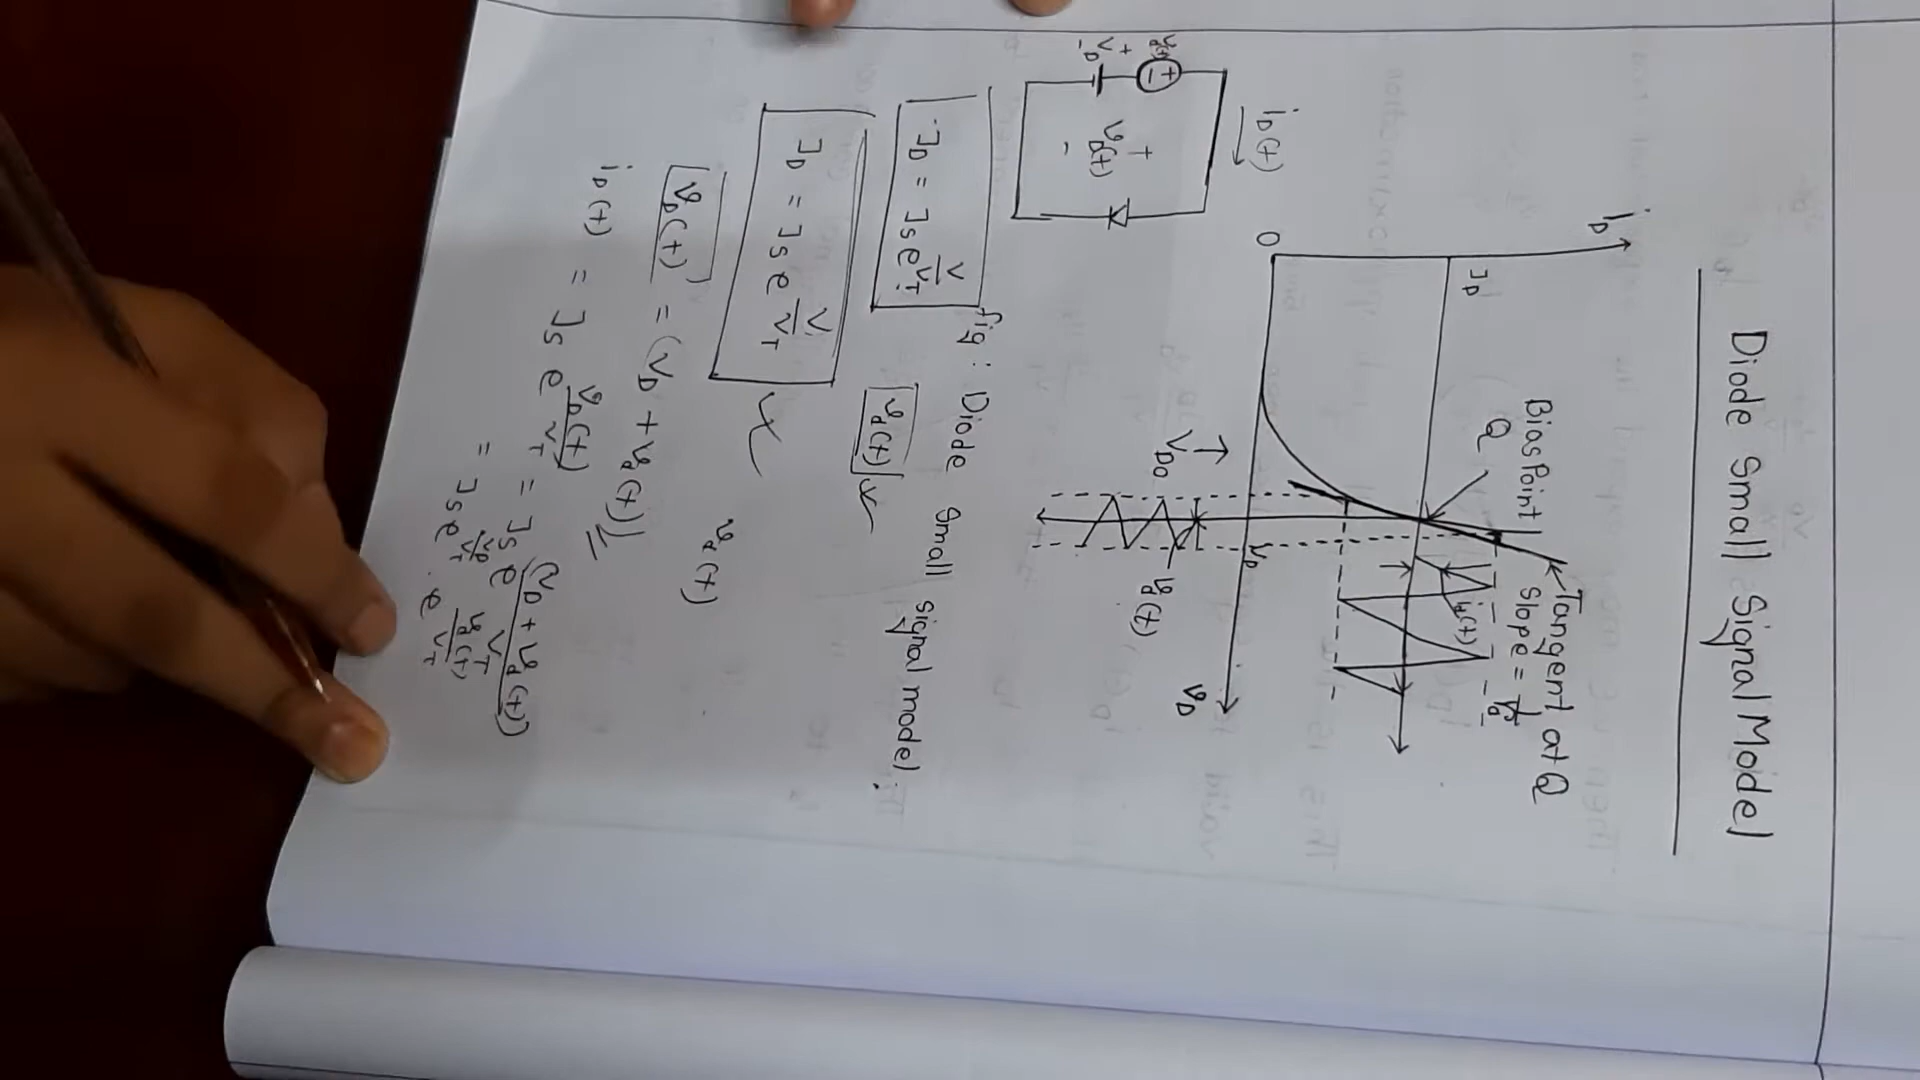 Diode Small Signal Model
iD
ID
Bias Point
Q
Tangent at Q
Slope = 1/rd
id(t)
O
VD
vD
VDO
vd(t)
iD(t)
vd(t)
+
VD
-
+
vD(t)
-
fig: Diode Small signal model:
ID = IS e^(V/VT)
vd(t)
ID = IS e^(V/VT)
vd(t)
vD(t) = (VD + vd(t))
iD(t) = IS e^(vD(t)/VT) = IS e^((VD + vd(t))/VT)
= IS e^(VD/VT) . e^(vd(t)/VT)